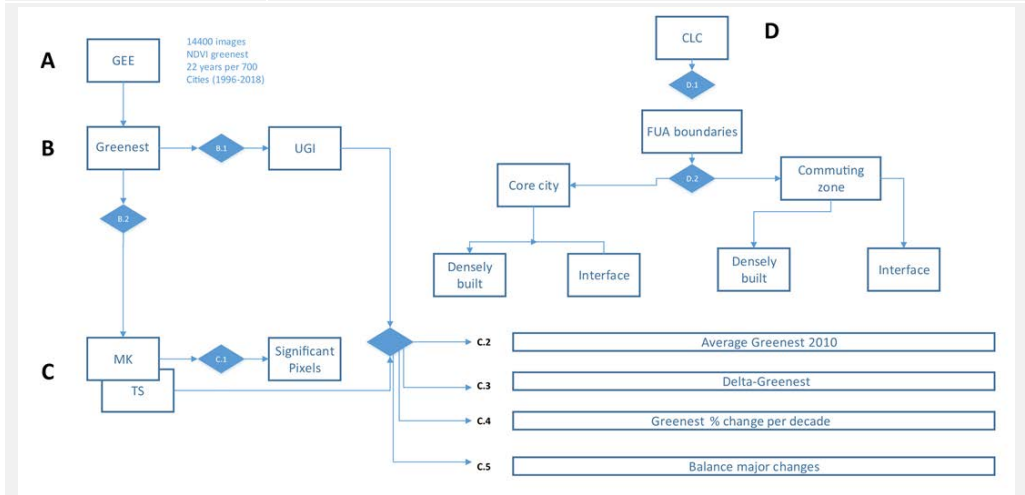 A
GEE
14400 images
NDVI greenest
22 years per 700
Cities (1996-2018)
CLC
D
D.1
B
Greenest
B.1
UGI
FUA boundaries
B.2
Core city
D.2
Commuting
zone
Densely
built
Interface
Densely
built
Interface
C
MK
TS
C.1
Significant
Pixels
C.2
Average Greenest 2010
C.3
Delta-Greenest
C.4
Greenest % change per decade
C.5
Balance major changes